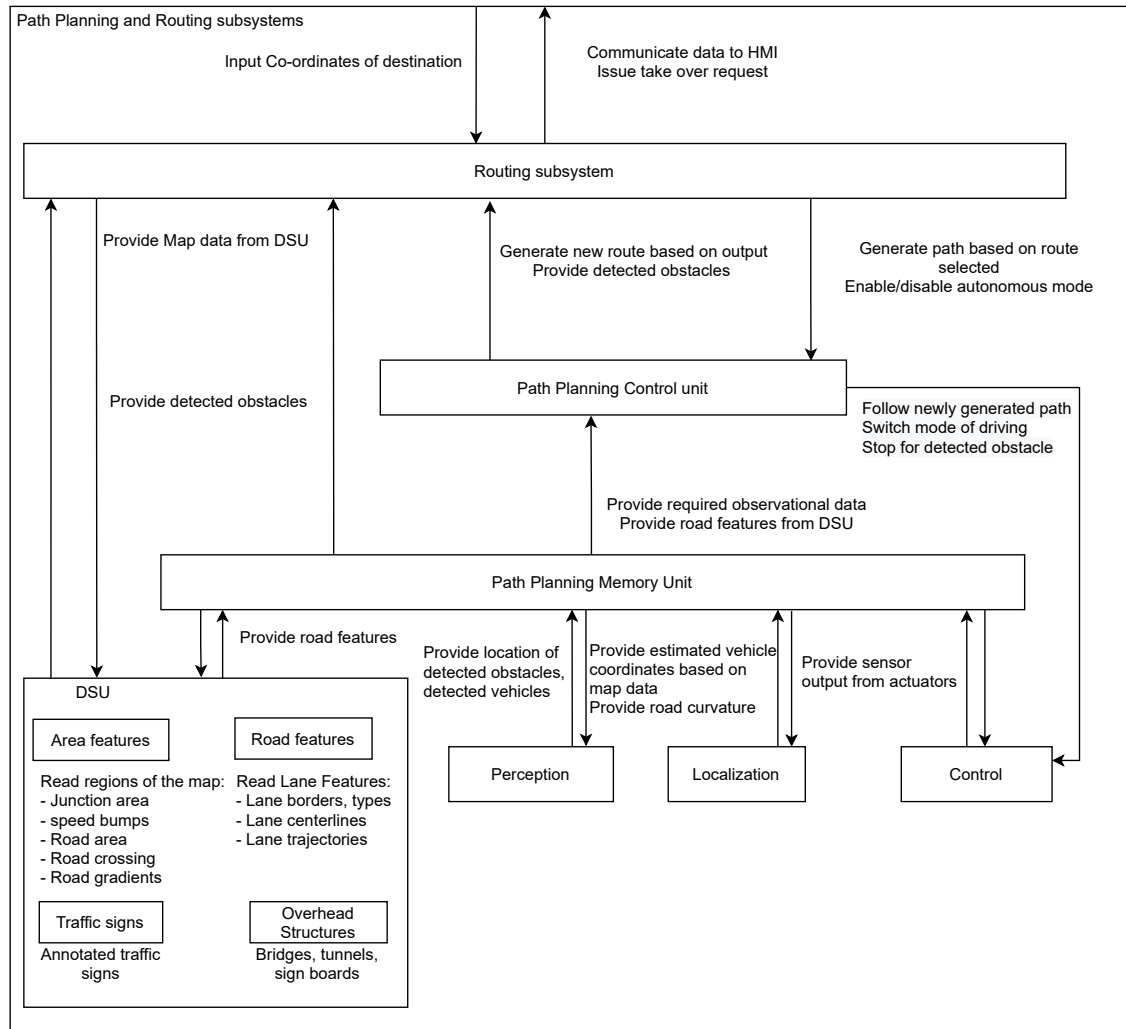 Path Planning and Routing subsystems
Input Co-ordinates of destination
Communicate data to HMI
Issue take over request
Routing subsystem
Provide Map data from DSU
Generate new route based on output
Provide detected obstacles
Generate path based on route
selected
Enable/disable autonomous mode
Path Planning Control unit
Provide detected obstacles
Follow newly generated path
Switch mode of driving
Stop for detected obstacle
Provide required observational data
Provide road features from DSU
Path Planning Memory Unit
Provide road features
Provide location of
detected obstacles,
detected vehicles
Provide estimated vehicle
coordinates based on
map data
Provide road curvature
Provide sensor
output from actuators
DSU
Area features
Road features
Perception
Localization
Control
Read regions of the map:
- Junction area
- speed bumps
- Road area
- Road crossing
- Road gradients
Read Lane Features:
- Lane borders, types
- Lane centerlines
- Lane trajectories
Traffic signs
Annotated traffic
signs
Overhead
Structures
Bridges, tunnels,
sign boards